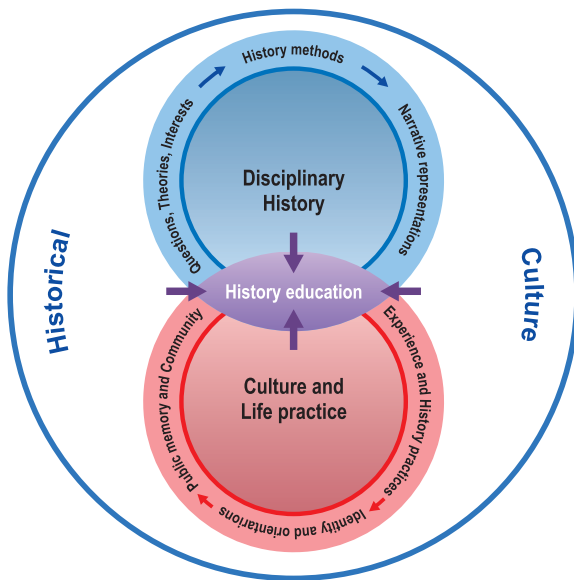 History methods
Questions, Theories, Interests
Narrative representations
Disciplinary
History
Historical
Culture
History education
Public memory and Community
Experience and History practices
Culture and
Life practice
Identity and orientarions